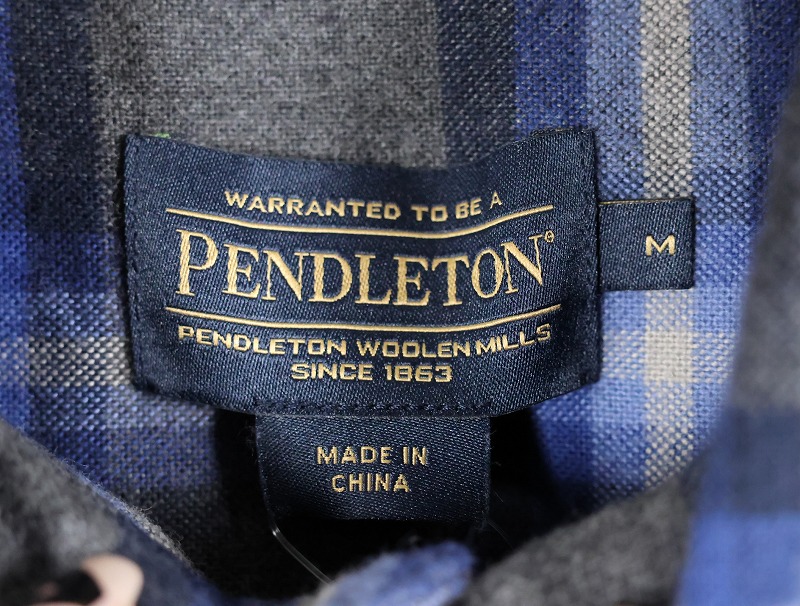 WARRANTED TO BE A
PENDLETON®
M
PENDLETON WOOLEN MILLS
SINCE 1863
MADE IN
CHINA